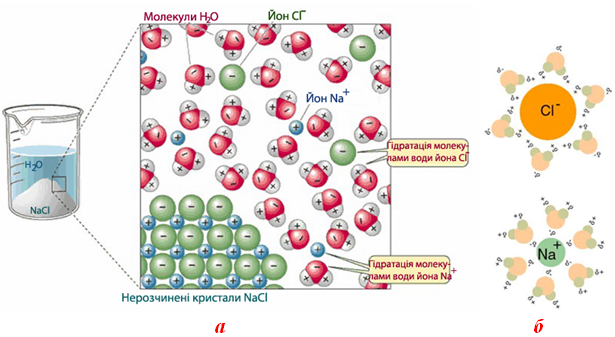 Молекули H₂O
Йон Cl⁻
Йон Na⁺
H₂O
NaCl
Гідратація молеку-
лами води йона Cl⁻
Гідратація молеку-
лами води йона Na⁺
Нерозчинені кристали NaCl
а
Cl⁻
Na⁺
б